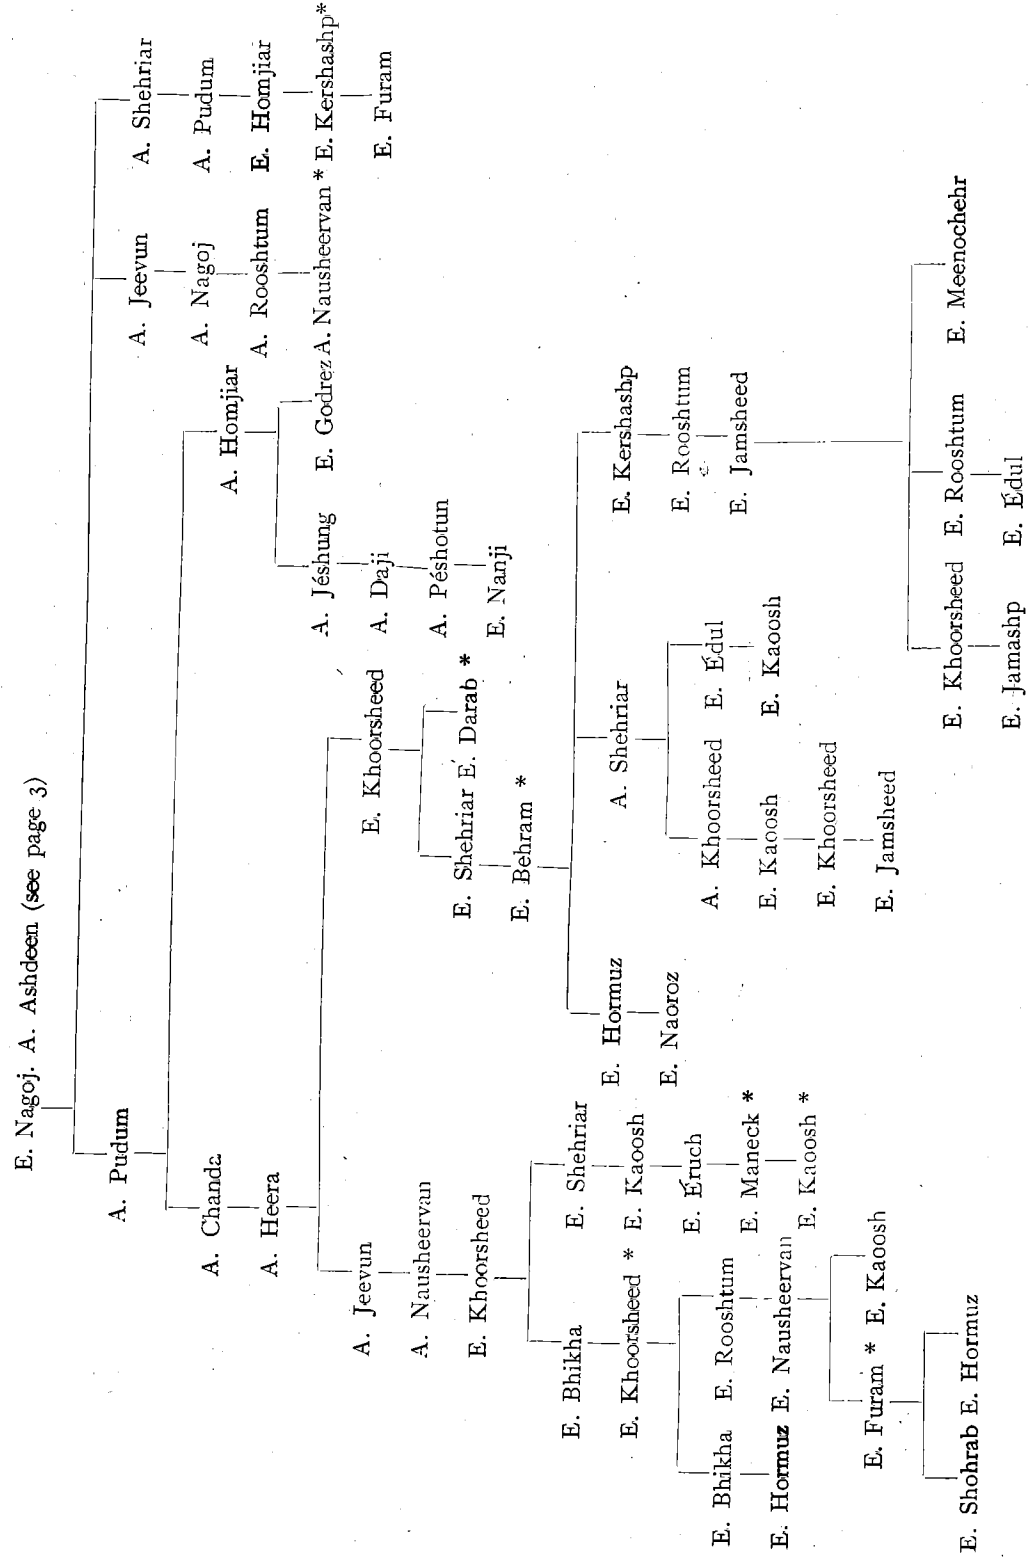 E. Nagoj. A. Ashdeen (see page 3)
A. Pudum A. Jeevun A. Shehriar
A. Chanda A. Homjiar A. Nagoj A. Pudum
A. Heera A. Rooshtum E. Homjiar
A. Jéshung E. Godrez A. Nausheervan * E. Kershashp*
A. Jeevun E. Khoorsheed A. Daji E. Furam
A. Nausheervan A. Péshotun
E. Khoorsheed E. Shehriar E. Darab * E. Nanji
E. Behram *
E. Bhikha E. Shehriar
E. Hormuz A. Shehriar E. Kershashp
E. Khoorsheed * E. Kaoosh
E. Naoroz E. Rooshtum
E. Éruch
E. Bhikha E. Rooshtum A. Khoorsheed E. Édul E. Jamsheed
E. Maneck *
E. Hormuz E. Nausheervan E. Kaoosh E. Kaoosh
E. Kaoosh *
E. Khoorsheed
E. Furam * E. Kaoosh E. Jamsheed
E. Khoorsheed E. Rooshtum E. Meenochehr
E. Shohrab E. Hormuz
E. Jamashp E. Édul